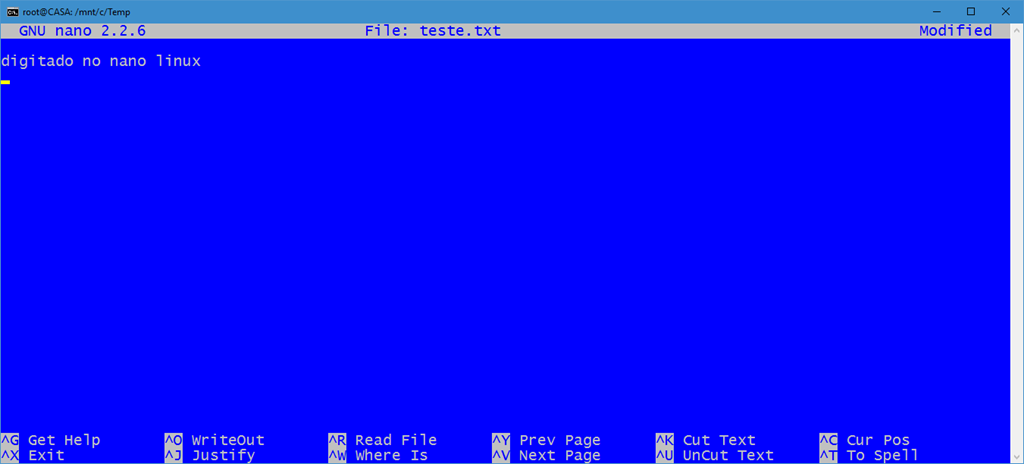 root@CASA: /mnt/c/Temp
GNU nano 2.2.6 File: teste.txt Modified
digitado no nano linux
^G Get Help ^O WriteOut ^R Read File ^Y Prev Page ^K Cut Text ^C Cur Pos
^X Exit ^J Justify ^W Where Is ^V Next Page ^U UnCut Text ^T To Spell